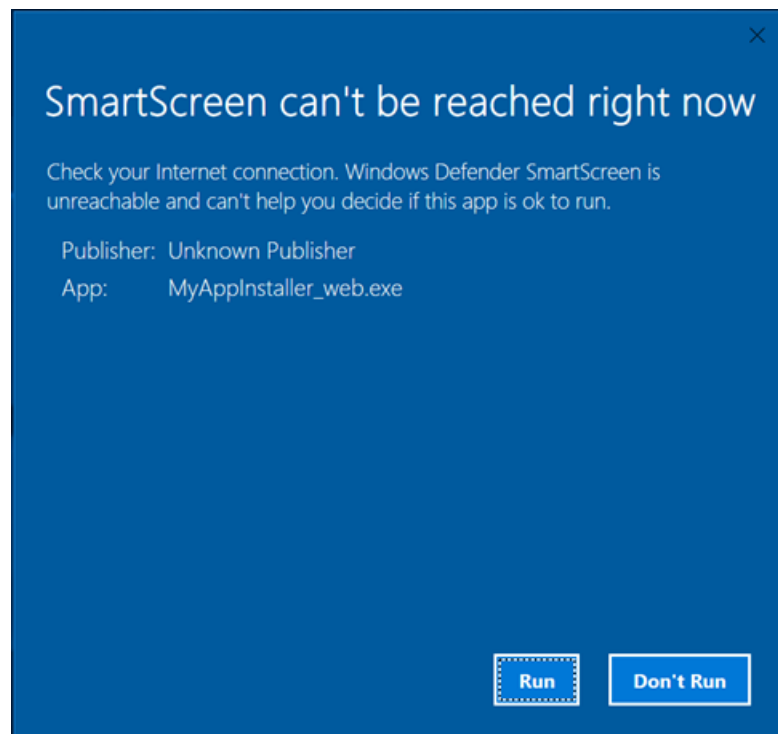 SmartScreen can't be reached right now
Check your Internet connection. Windows Defender SmartScreen is
unreachable and can't help you decide if this app is ok to run.
Publisher: Unknown Publisher
App: MyAppInstaller_web.exe
Run Don't Run